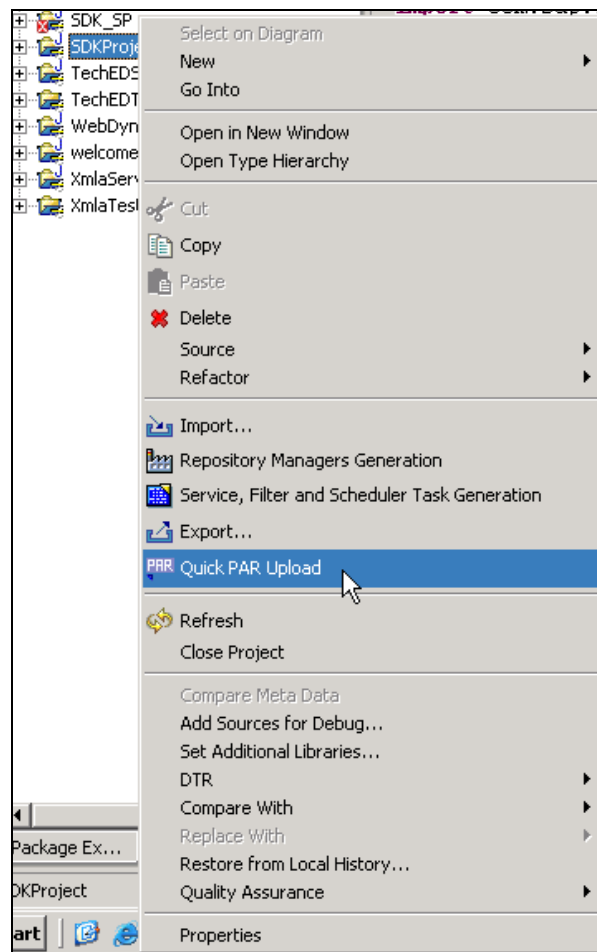 SDK_SP
SDKProje
TechEDS
TechEDT
WebDyn
welcome
XmlaServ
XmlaTest
Select on Diagram
New
Go Into
Open in New Window
Open Type Hierarchy
Cut
Copy
Paste
Delete
Source
Refactor
Import...
Repository Managers Generation
Service, Filter and Scheduler Task Generation
Export...
PAR Quick PAR Upload
Refresh
Close Project
Compare Meta Data
Add Sources for Debug...
Set Additional Libraries...
DTR
Compare With
Replace With
Restore from Local History...
Quality Assurance
Properties
Package Ex...
DKProject
art